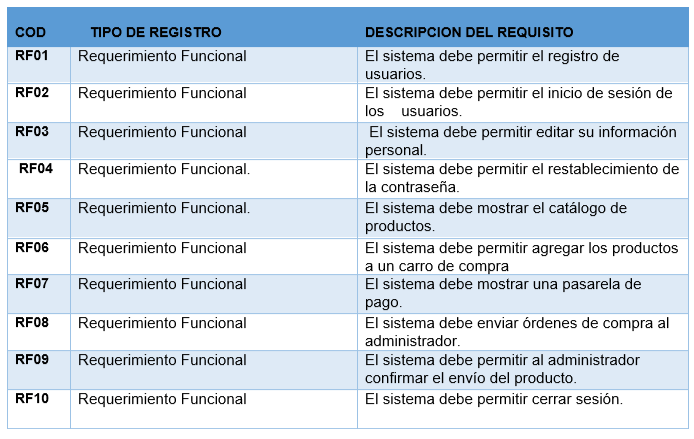 COD TIPO DE REGISTRO DESCRIPCION DEL REQUISITO
RF01 Requerimiento Funcional El sistema debe permitir el registro de
usuarios.
RF02 Requerimiento Funcional El sistema debe permitir el inicio de sesión de
los usuarios.
RF03 Requerimiento Funcional El sistema debe permitir editar su información
personal.
RF04 Requerimiento Funcional. El sistema debe permitir el restablecimiento de
la contraseña.
RF05 Requerimiento Funcional. El sistema debe mostrar el catálogo de
productos.
RF06 Requerimiento Funcional El sistema debe permitir agregar los productos
a un carro de compra
RF07 Requerimiento Funcional El sistema debe mostrar una pasarela de
pago.
RF08 Requerimiento Funcional El sistema debe enviar órdenes de compra al
administrador.
RF09 Requerimiento Funcional El sistema debe permitir al administrador
confirmar el envío del producto.
RF10 Requerimiento Funcional El sistema debe permitir cerrar sesión.